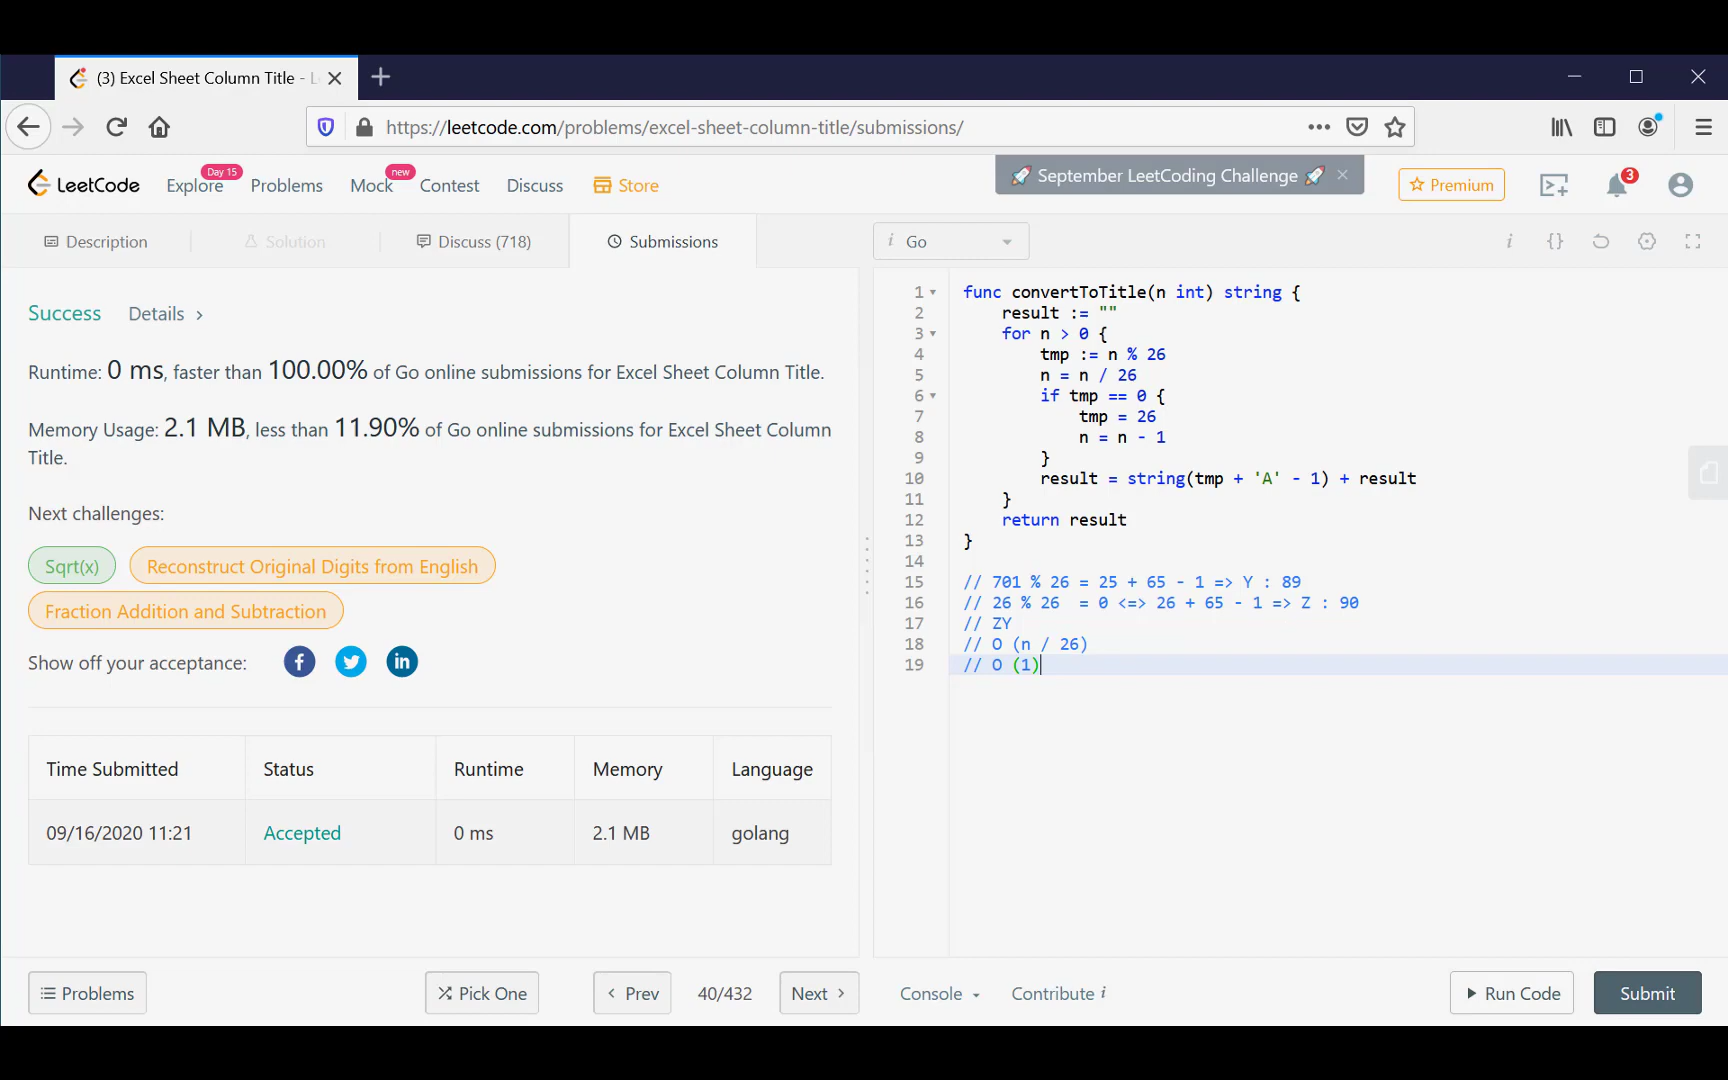 (3) Excel Sheet Column Title - L
https://leetcode.com/problems/excel-sheet-column-title/submissions/
LeetCode
Explore
Day 15
Problems
Mock
new
Contest
Discuss
Store
🚀 September LeetCoding Challenge 🚀
Premium
3
Description
Solution
Discuss (718)
Submissions
i Go
Success
Details
Runtime: 0 ms, faster than 100.00% of Go online submissions for Excel Sheet Column Title.
Memory Usage: 2.1 MB, less than 11.90% of Go online submissions for Excel Sheet Column
Title.
Next challenges:
Sqrt(x)
Reconstruct Original Digits from English
Fraction Addition and Subtraction
Show off your acceptance:
Time Submitted Status Runtime Memory Language
09/16/2020 11:21 Accepted 0 ms 2.1 MB golang
1 func convertToTitle(n int) string {
2 result := ""
3 for n > 0 {
4 tmp := n % 26
5 n = n / 26
6 if tmp == 0 {
7 tmp = 26
8 n = n - 1
9 }
10 result = string(tmp + 'A' - 1) + result
11 }
12 return result
13 }
14
15 // 701 % 26 = 25 + 65 - 1 => Y : 89
16 // 26 % 26 = 0 <=> 26 + 65 - 1 => Z : 90
17 // ZY
18 // O (n / 26)
19 // O (1)
Problems
Pick One
Prev
40/432
Next
Console
Contribute i
Run Code
Submit